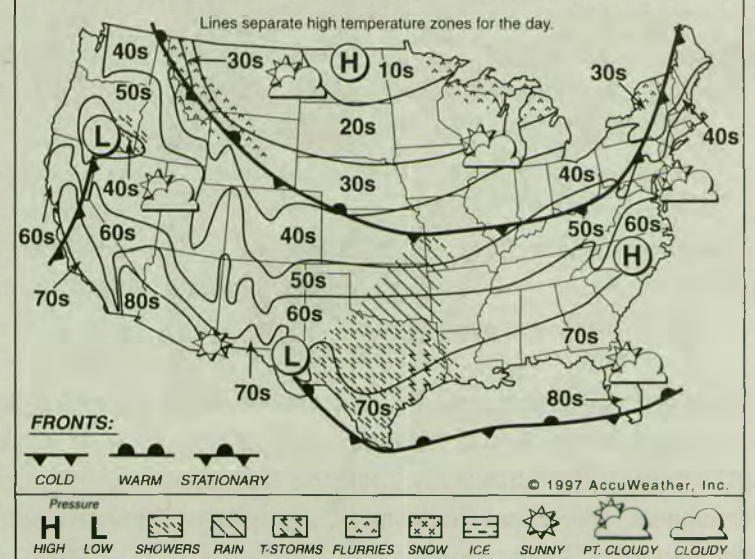 Lines separate high temperature zones for the day.
40s
30s
H
10s
30s
50s
20s
L
40s
40s
30s
40s
60s
60s
40s
50s
60s
H
70s
80s
50s
60s
70s
L
70s
70s
80s
FRONTS:
COLD WARM STATIONARY
© 1997 AccuWeather, Inc.
Pressure
H L
HIGH LOW SHOWERS RAIN T-STORMS FLURRIES SNOW ICE SUNNY PT. CLOUDY CLOUDY